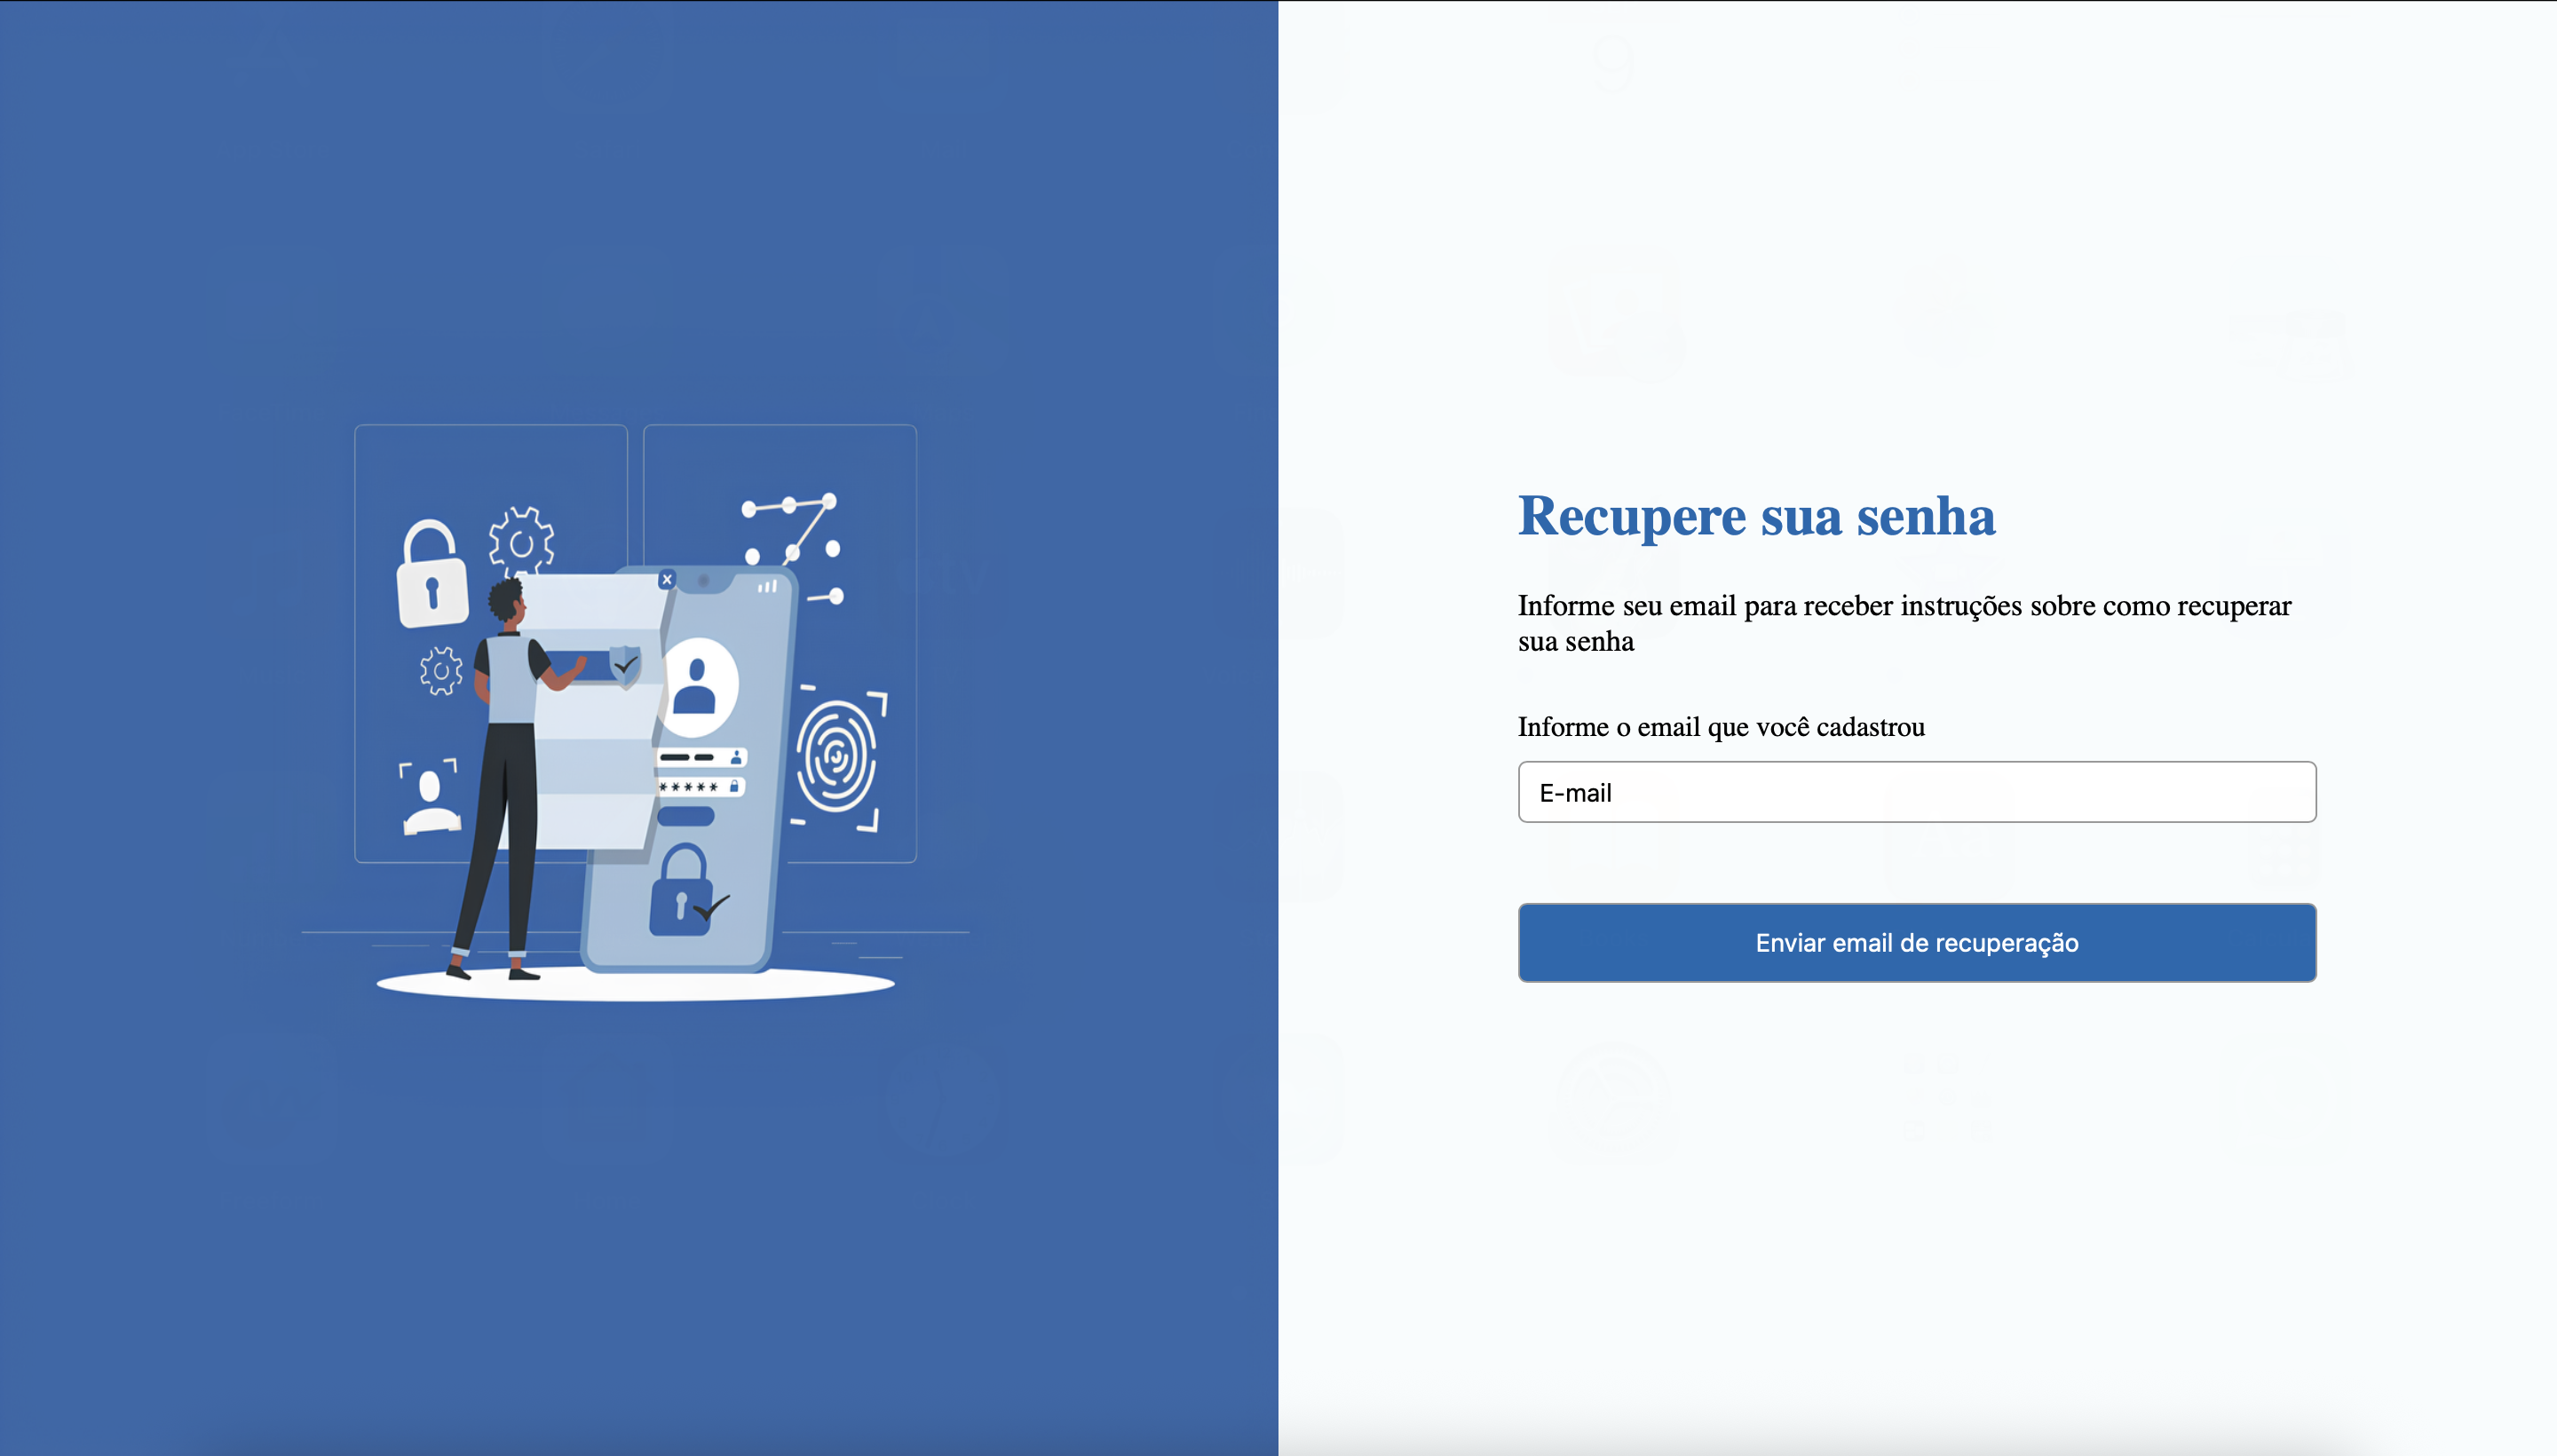 Recupere sua senha
Informe seu email para receber instruções sobre como recuperar
sua senha
Informe o email que você cadastrou
E-mail
Enviar email de recuperação